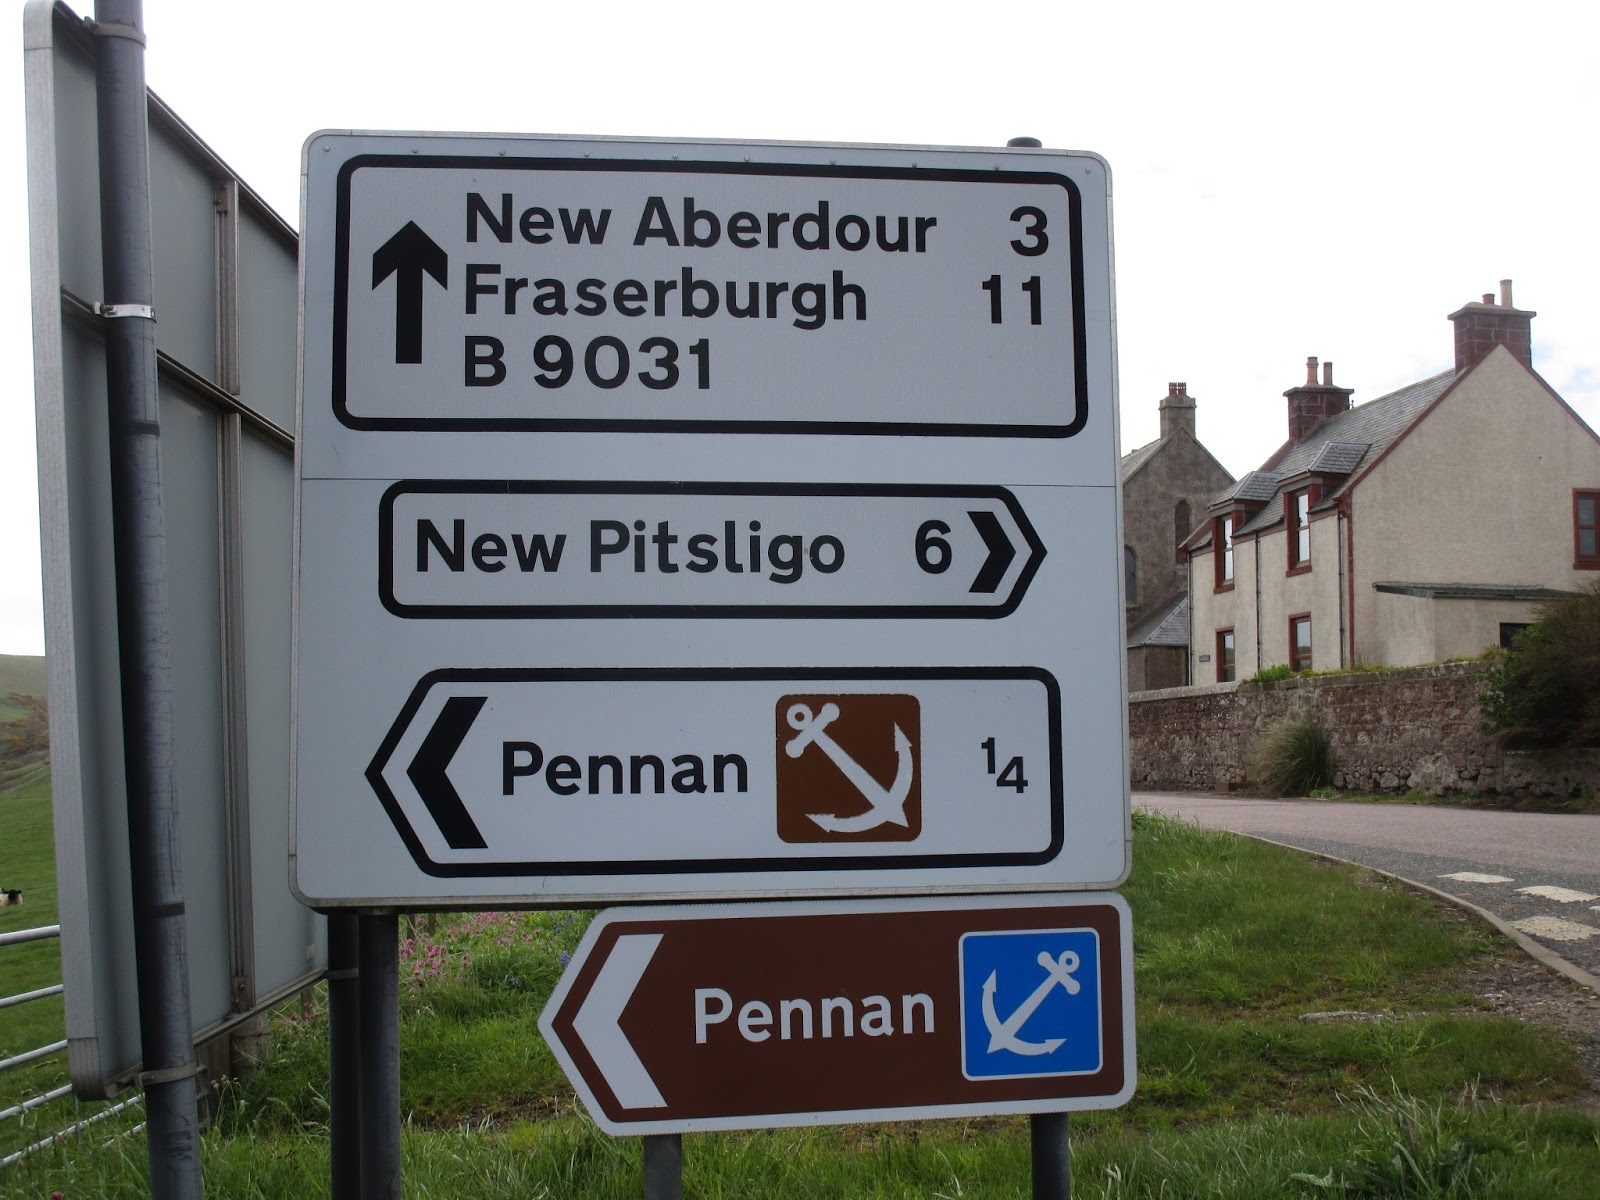 New Aberdour 3
Fraserburgh 11
B 9031
New Pitsligo 6
Pennan 1/4
Pennan